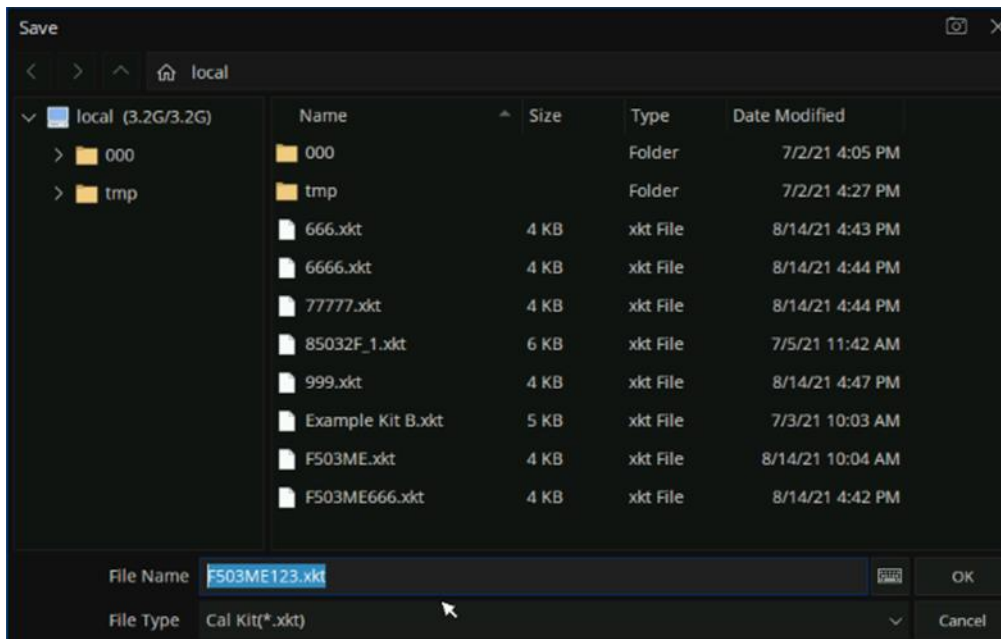 Save
local
local (3.2G/3.2G)
000
tmp
Name Size Type Date Modified
000 Folder 7/2/21 4:05 PM
tmp Folder 7/2/21 4:27 PM
666.xkt 4 KB xkt File 8/14/21 4:43 PM
6666.xkt 4 KB xkt File 8/14/21 4:44 PM
77777.xkt 4 KB xkt File 8/14/21 4:44 PM
85032F_1.xkt 6 KB xkt File 7/5/21 11:42 AM
999.xkt 4 KB xkt File 8/14/21 4:47 PM
Example Kit B.xkt 5 KB xkt File 7/3/21 10:03 AM
F503ME.xkt 4 KB xkt File 8/14/21 10:04 AM
F503ME666.xkt 4 KB xkt File 8/14/21 4:42 PM
File Name F503ME123.xkt OK
File Type Cal Kit(*.xkt) Cancel